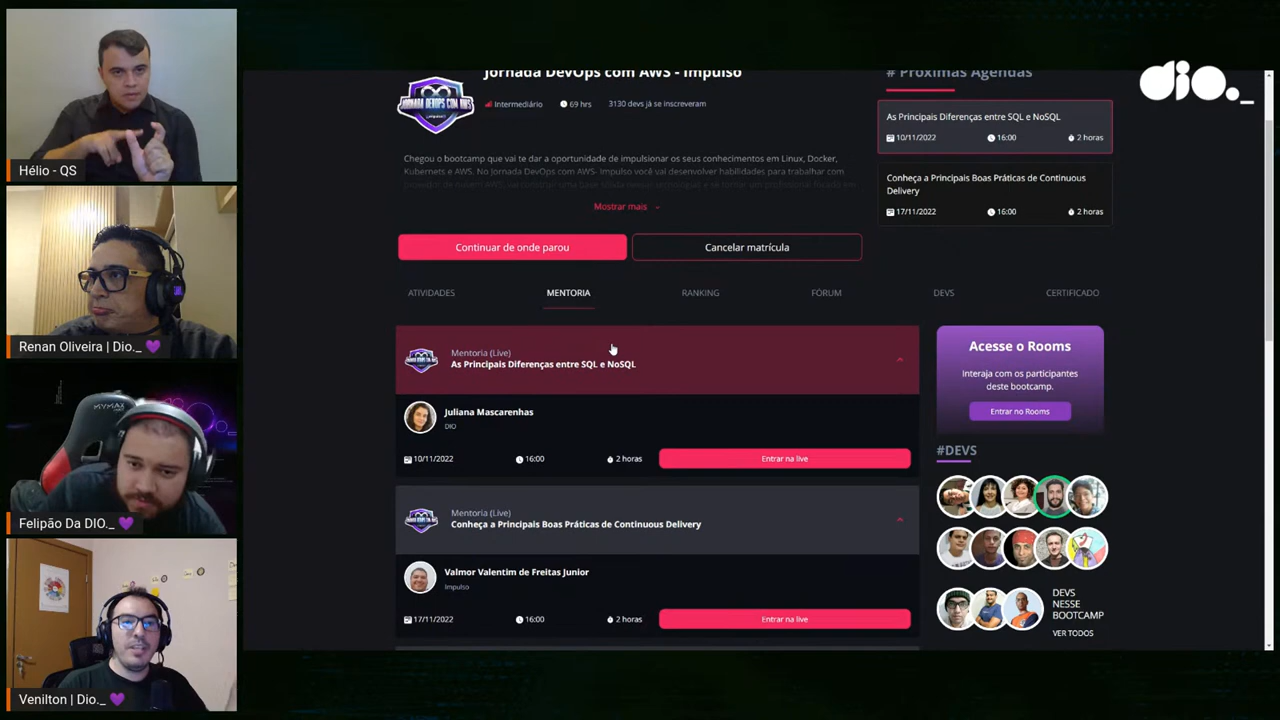 Hélio - QS
Renan Oliveira | Dio._ 💜
Felipão Da DIO._ 💜
Venilton | Dio._ 💜
MYMAX
dio._
Jornada DevOps com AWS - Impulso
JORNADA DEVOPS COM AWS
Intermediário
69 hrs
3130 devs já se inscreveram
Chegou o bootcamp que vai te dar a oportunidade de impulsionar os seus conhecimentos em Linux, Docker,
Kubernetes e AWS. No Jornada DevOps com AWS- Impulso você vai desenvolver habilidades para trabalhar com
Mostrar mais
Continuar de onde parou
Cancelar matrícula
# Próximas Agendas
As Principais Diferenças entre SQL e NoSQL
10/11/2022
16:00
2 horas
Conheça a Principais Boas Práticas de Continuous
Delivery
17/11/2022
16:00
2 horas
ATIVIDADES
MENTORIA
RANKING
FÓRUM
DEVS
CERTIFICADO
Mentoria (Live)
As Principais Diferenças entre SQL e NoSQL
Juliana Mascarenhas
DIO
10/11/2022
16:00
2 horas
Entrar na live
Mentoria (Live)
Conheça a Principais Boas Práticas de Continuous Delivery
Valmor Valentim de Freitas Junior
Impulso
17/11/2022
16:00
2 horas
Entrar na live
Acesse o Rooms
Interaja com os participantes
deste bootcamp.
Entrar no Rooms
#DEVS
DEVS
NESSE
BOOTCAMP
VER TODOS